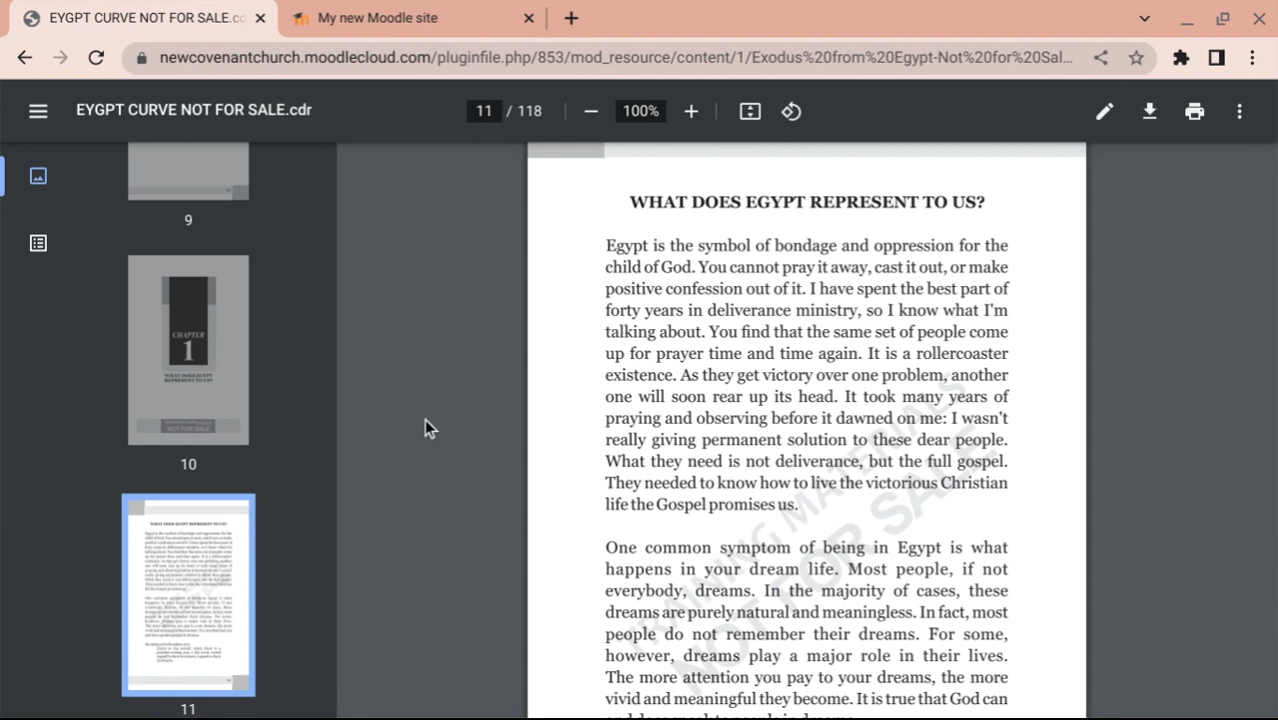 EYGPT CURVE NOT FOR SALE.cd
My new Moodle site
newcovenantchurch.moodlecloud.com/pluginfile.php/853/mod_resource/content/1/Exodus%20from%20Egypt-Not%20for%20Sal...
EYGPT CURVE NOT FOR SALE.cdr
11 / 118
100%
9
CHAPTER
1
WHAT DOES EGYPT
REPRESENT TO US?
NOT FOR SALE
10
11
WHAT DOES EGYPT REPRESENT TO US?
Egypt is the symbol of bondage and oppression for the
child of God. You cannot pray it away, cast it out, or make
positive confession out of it. I have spent the best part of
forty years in deliverance ministry, so I know what I'm
talking about. You find that the same set of people come
up for prayer time and time again. It is a rollercoaster
existence. As they get victory over one problem, another
one will soon rear up its head. It took many years of
praying and observing before it dawned on me: I wasn't
really giving permanent solution to these dear people.
What they need is not deliverance, but the full gospel.
They needed to know how to live the victorious Christian
life the Gospel promises us.
One common symptom of being in Egypt is what
happens in your dream life. Most people, if not
everybody, dreams. In the majority of cases, these
dreams are purely natural and meaningless. In fact, most
people do not remember their dreams. For some,
however, dreams play a major role in their lives.
The more attention you pay to your dreams, the more
vivid and meaningful they become. It is true that God can
MATERIALS
NOT FOR SALE